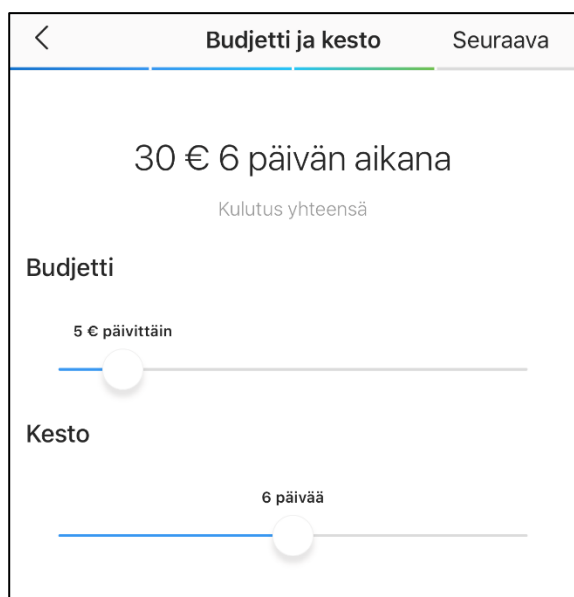 Budjetti ja kesto Seuraava
30 € 6 päivän aikana
Kulutus yhteensä
Budjetti
5 € päivittäin
Kesto
6 päivää